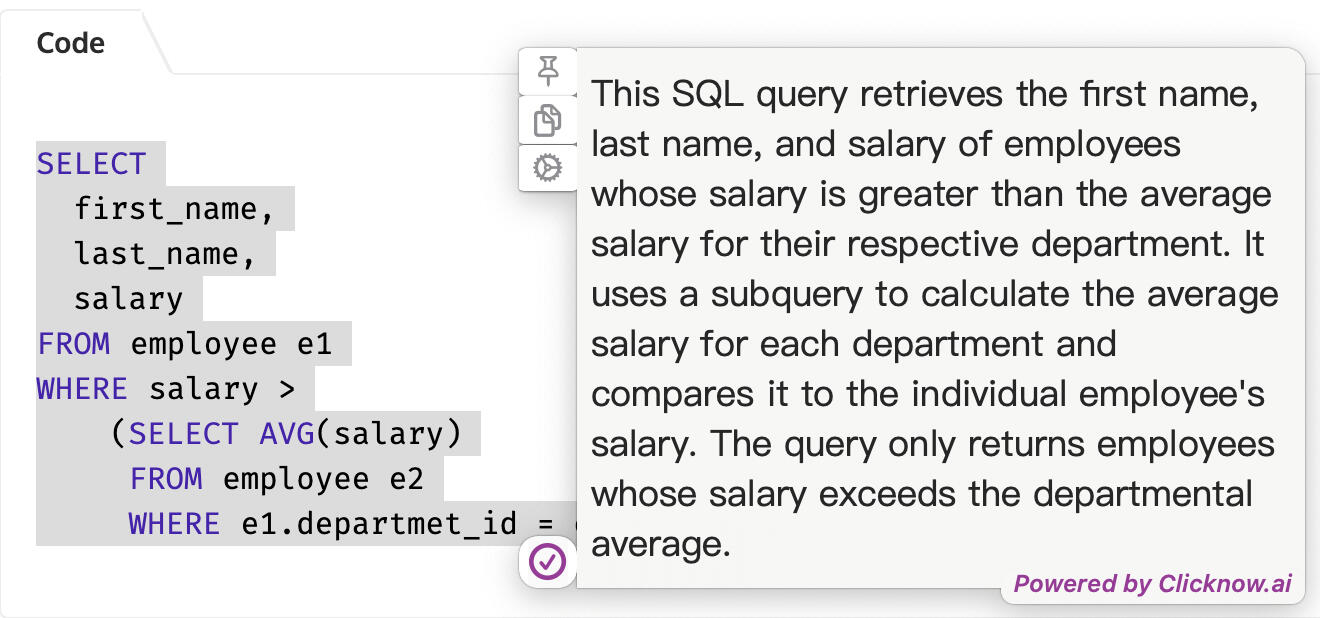 Code
SELECT
first_name,
last_name,
salary
FROM employee e1
WHERE salary >
(SELECT AVG(salary)
FROM employee e2
WHERE e1.departmet_id =
This SQL query retrieves the first name,
last name, and salary of employees
whose salary is greater than the average
salary for their respective department. It
uses a subquery to calculate the average
salary for each department and
compares it to the individual employee's
salary. The query only returns employees
whose salary exceeds the departmental
average.
Powered by Clicknow.ai